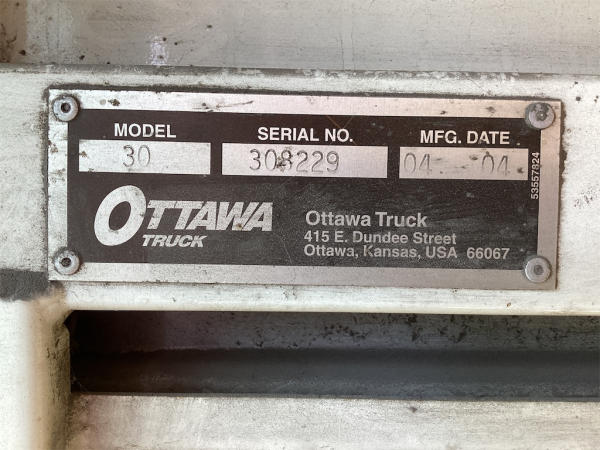 MODEL SERIAL NO. MFG. DATE
30 308229 04 04
53557824
OTTAWA
TRUCK
Ottawa Truck
415 E. Dundee Street
Ottawa, Kansas, USA 66067